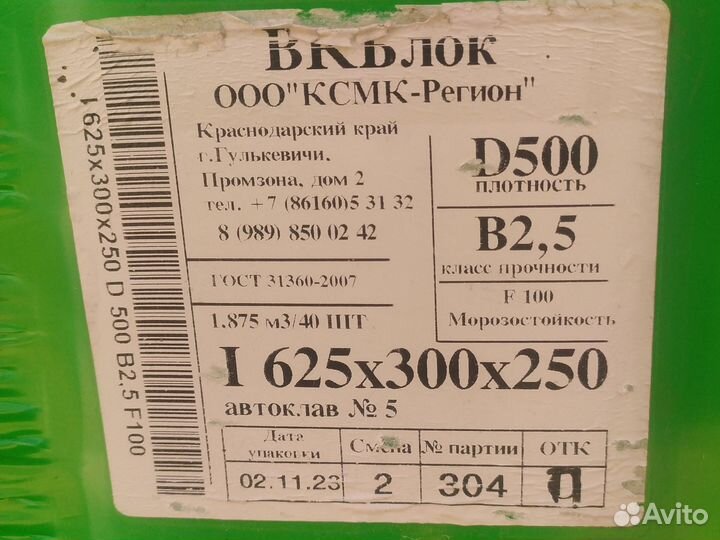 ВКБлок
ООО"КСМК-Регион"
Краснодарский край
г.Гулькевичи.
Промзона, дом 2
тел. +7 (86160)5 31 32
8 (989) 850 02 42
ГОСТ 31360-2007
1.875 м3/40 ШТ
D500
плотность
B2,5
класс прочности
F 100
Морозостойкость
I 625x300x250
автоклав № 5
Дата упаковки Смена № партии ОТК
02.11.23 2 304
I 625x300x250 D 500 B2,5 F100
Avito